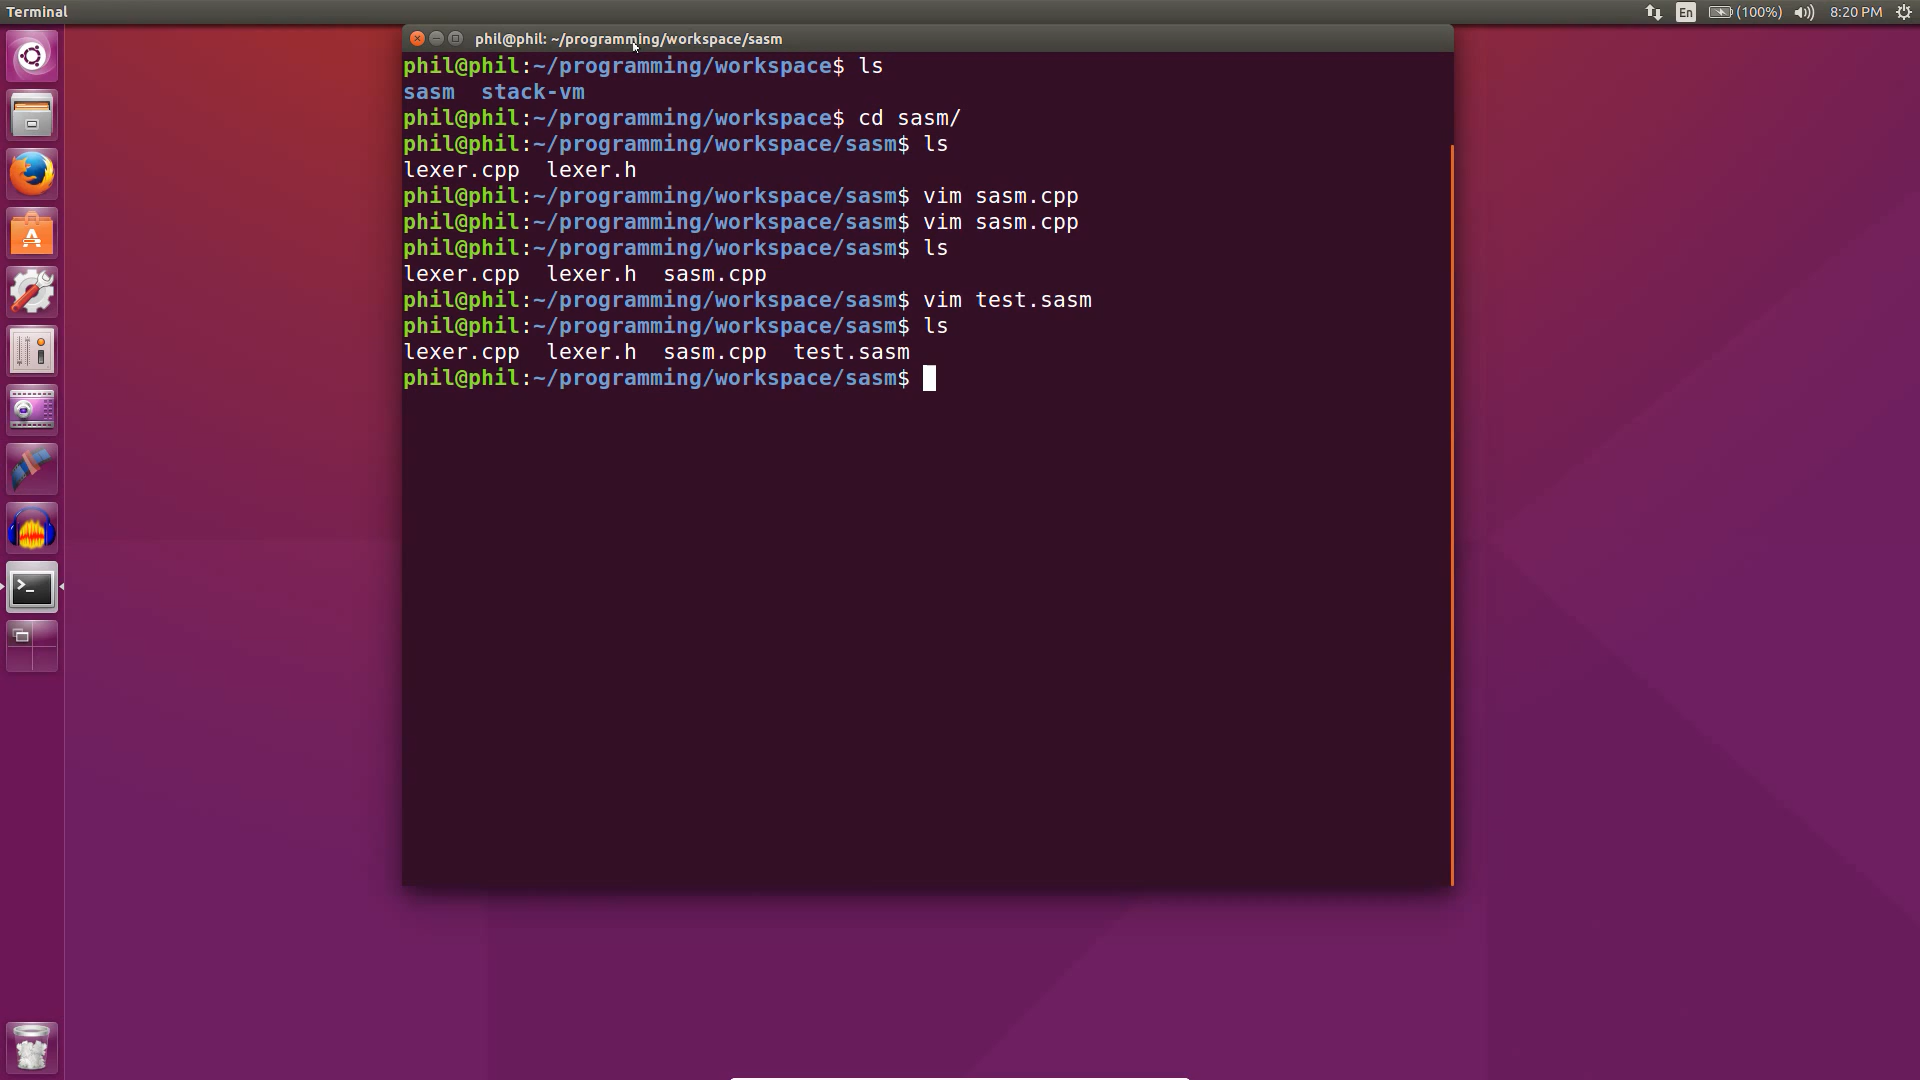 Terminal
En (100%) 8:20 PM
phil@phil: ~/programming/workspace/sasm
phil@phil:~/programming/workspace$ ls
sasm  stack-vm
phil@phil:~/programming/workspace$ cd sasm/
phil@phil:~/programming/workspace/sasm$ ls
lexer.cpp  lexer.h
phil@phil:~/programming/workspace/sasm$ vim sasm.cpp
phil@phil:~/programming/workspace/sasm$ vim sasm.cpp
phil@phil:~/programming/workspace/sasm$ ls
lexer.cpp  lexer.h  sasm.cpp
phil@phil:~/programming/workspace/sasm$ vim test.sasm
phil@phil:~/programming/workspace/sasm$ ls
lexer.cpp  lexer.h  sasm.cpp  test.sasm
phil@phil:~/programming/workspace/sasm$